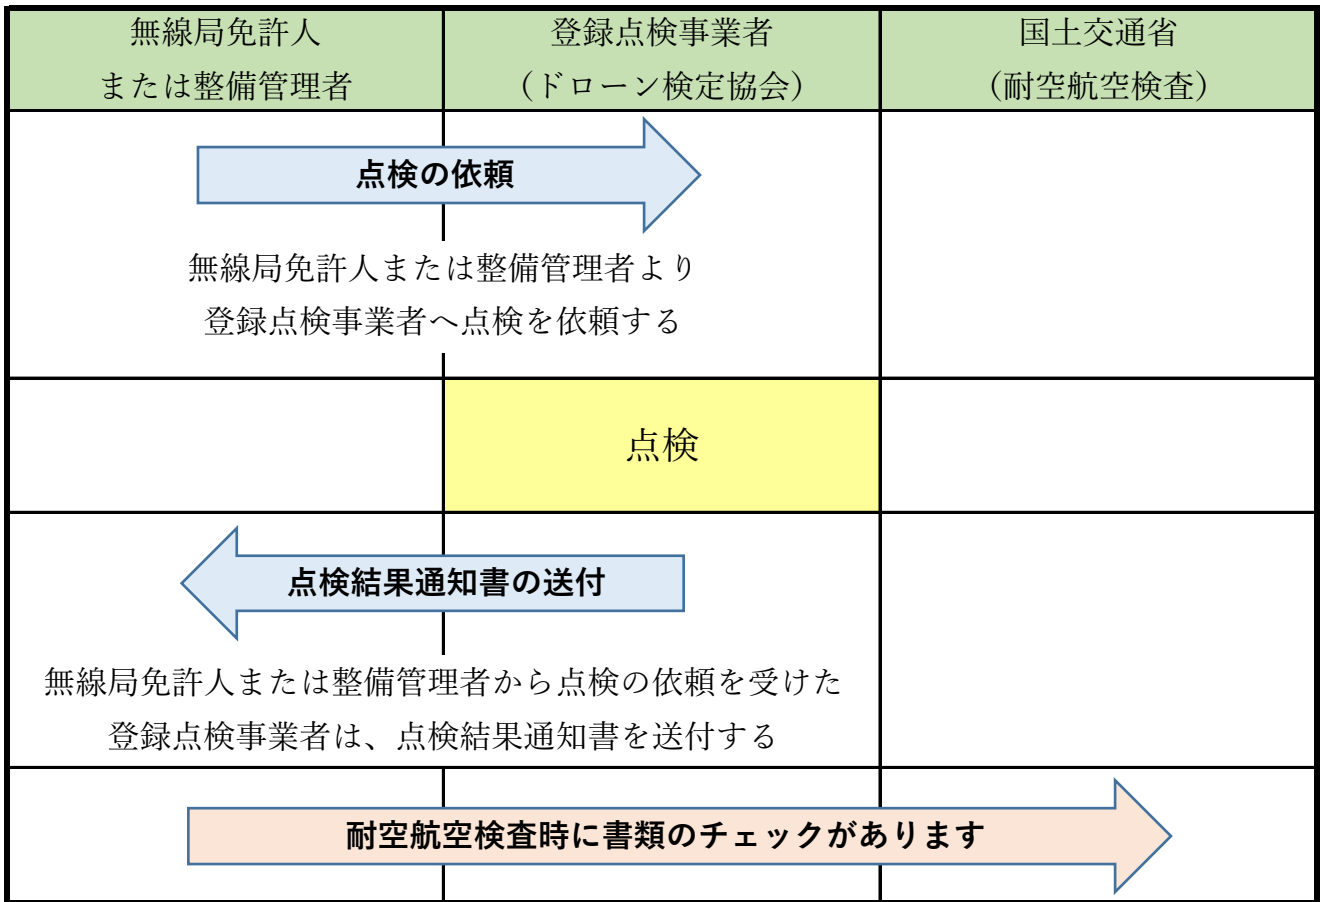 無線局免許人
または整備管理者
登録点検事業者
（ドローン検定協会）
国土交通省
（耐空航空検査）
点検の依頼
無線局免許人または整備管理者より
登録点検事業者へ点検を依頼する
点検
点検結果通知書の送付
無線局免許人または整備管理者から点検の依頼を受けた
登録点検事業者は、点検結果通知書を送付する
耐空航空検査時に書類のチェックがあります